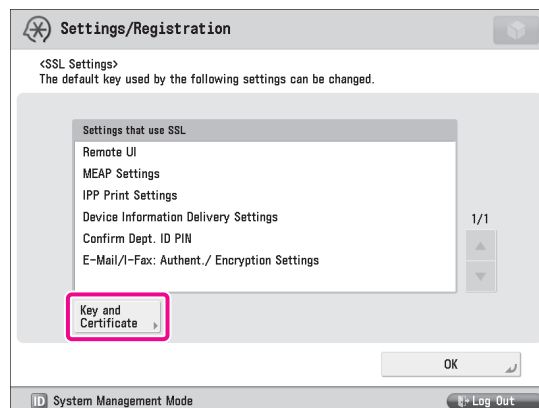 Settings/Registration
<SSL Settings>
The default key used by the following settings can be changed.
Settings that use SSL
Remote UI
MEAP Settings
IPP Print Settings
Device Information Delivery Settings
1/1
Confirm Dept. ID PIN
E-Mail/I-Fax: Authent./ Encryption Settings
Key and
Certificate
OK
ID System Management Mode
Log Out